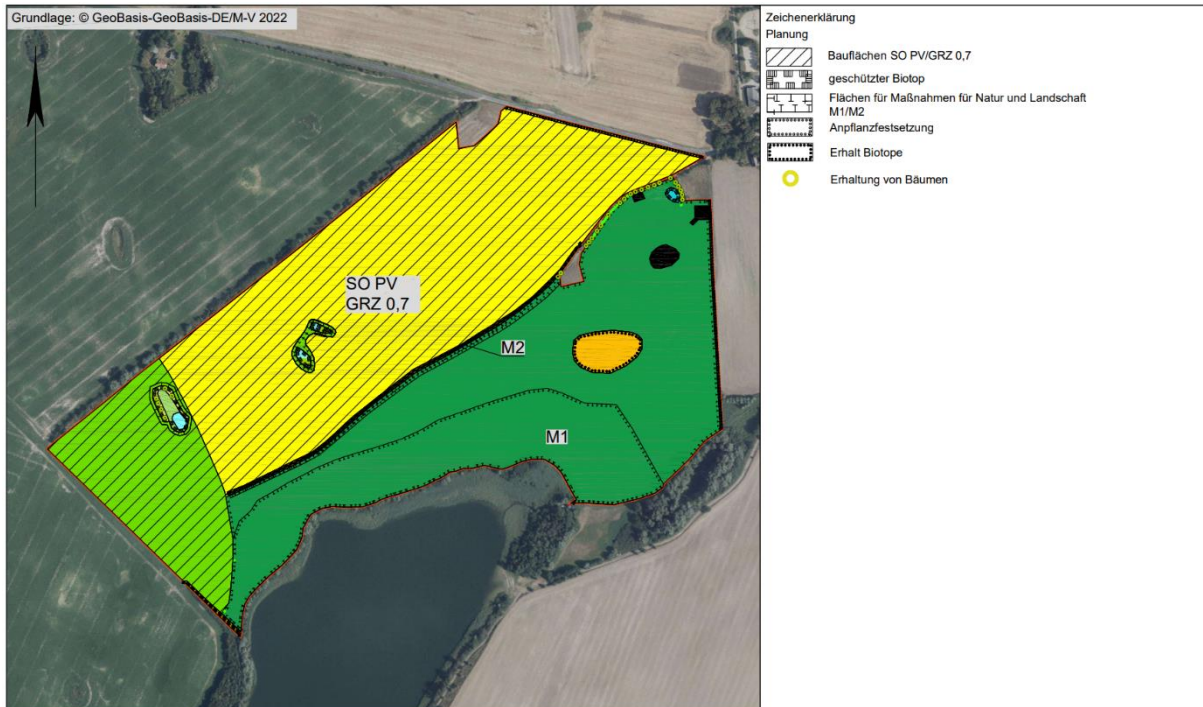 Grundlage: © GeoBasis-GeoBasis-DE/M-V 2022
SO PV
GRZ 0,7
M2
M1
Zeichenerklärung
Planung
Bauflächen SO PV/GRZ 0,7
geschützter Biotop
Flächen für Maßnahmen für Natur und Landschaft
M1/M2
Anpflanzfestsetzung
Erhalt Biotope
Erhaltung von Bäumen